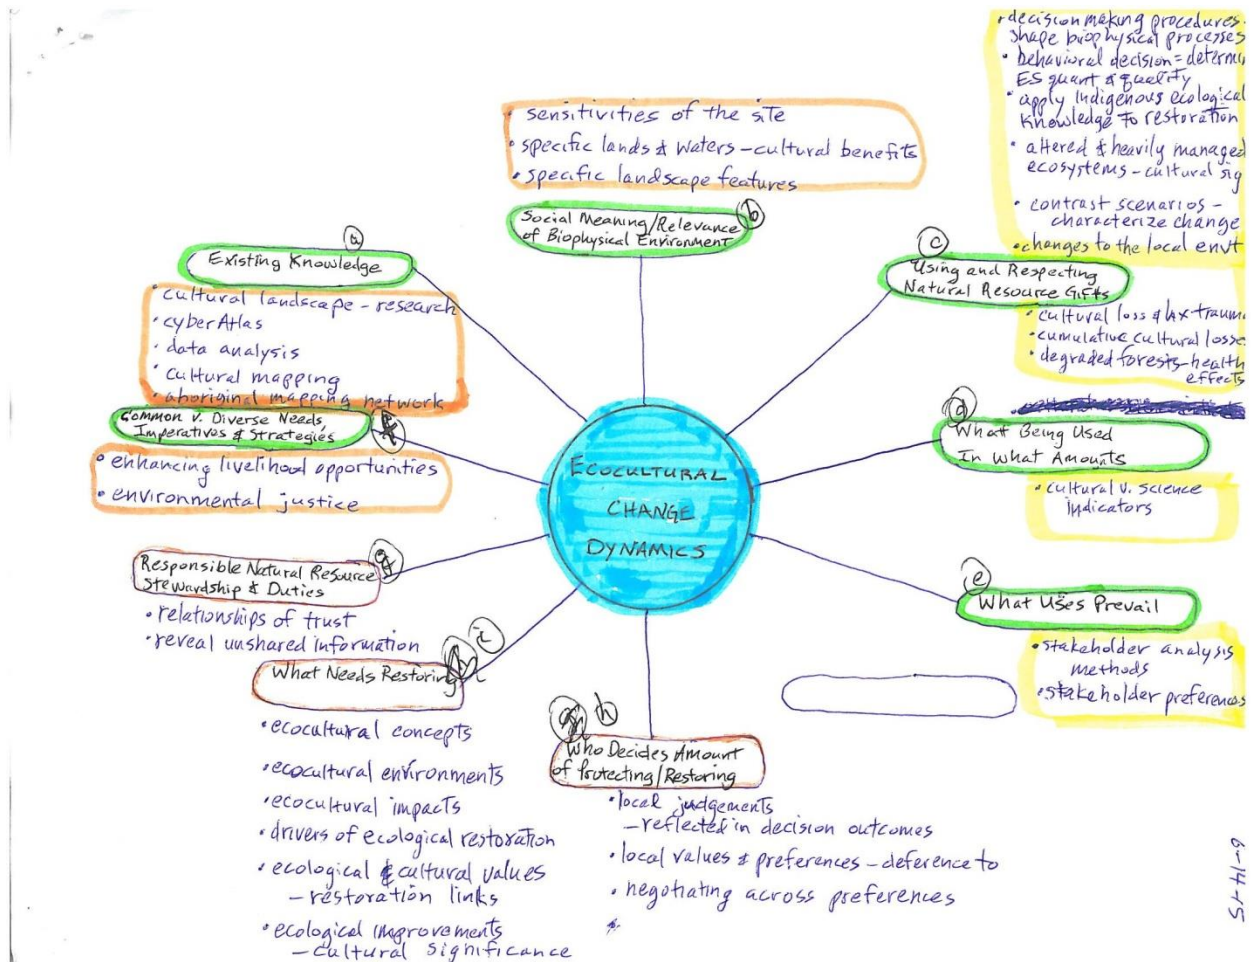 • decision making procedures-
shape biophysical processes
• behavioral decision = determi
ES quant & quality
• apply indigenous ecological
knowledge to restoration
• altered & heavily managed
ecosystems - cultural sig
• contrast scenarios -
characterize change
• changes to the local envt
c
Using and Respecting
Natural Resource Gifts
• cultural loss & hx trauma
• cumulative cultural losse
• degraded forests-health
effects
• sensitivities of the site
• specific lands & waters - cultural benefits
• specific landscape features
b
Social Meaning/Relevance
of Biophysical Environment
a
Existing Knowledge
• cultural landscape - research
• cyberAtlas
• data analysis
• cultural mapping
• aboriginal mapping network
Common v. Diverse Needs
Imperatives & Strategies
• enhancing livelihood opportunities
• environmental justice
ECOCULTURAL
CHANGE
DYNAMICS
d
What Being Used
In What Amounts
• cultural v. science
indicators
e
What Uses Prevail
• stakeholder analysis
methods
• stakeholder preferences
Responsible Natural Resource
Stewardship & Duties
• relationships of trust
• reveal unshared information
i
What Needs Restoring
• ecocultural concepts
• ecocultural environments
• ecocultural impacts
• drivers of ecological restoration
• ecological & cultural values
- restoration links
• ecological improvements
- cultural significance
h
Who Decides Amount
of Protecting/Restoring
• local judgements
- reflected in decision outcomes
• local values & preferences - deference to
• negotiating across preferences
6-14-15